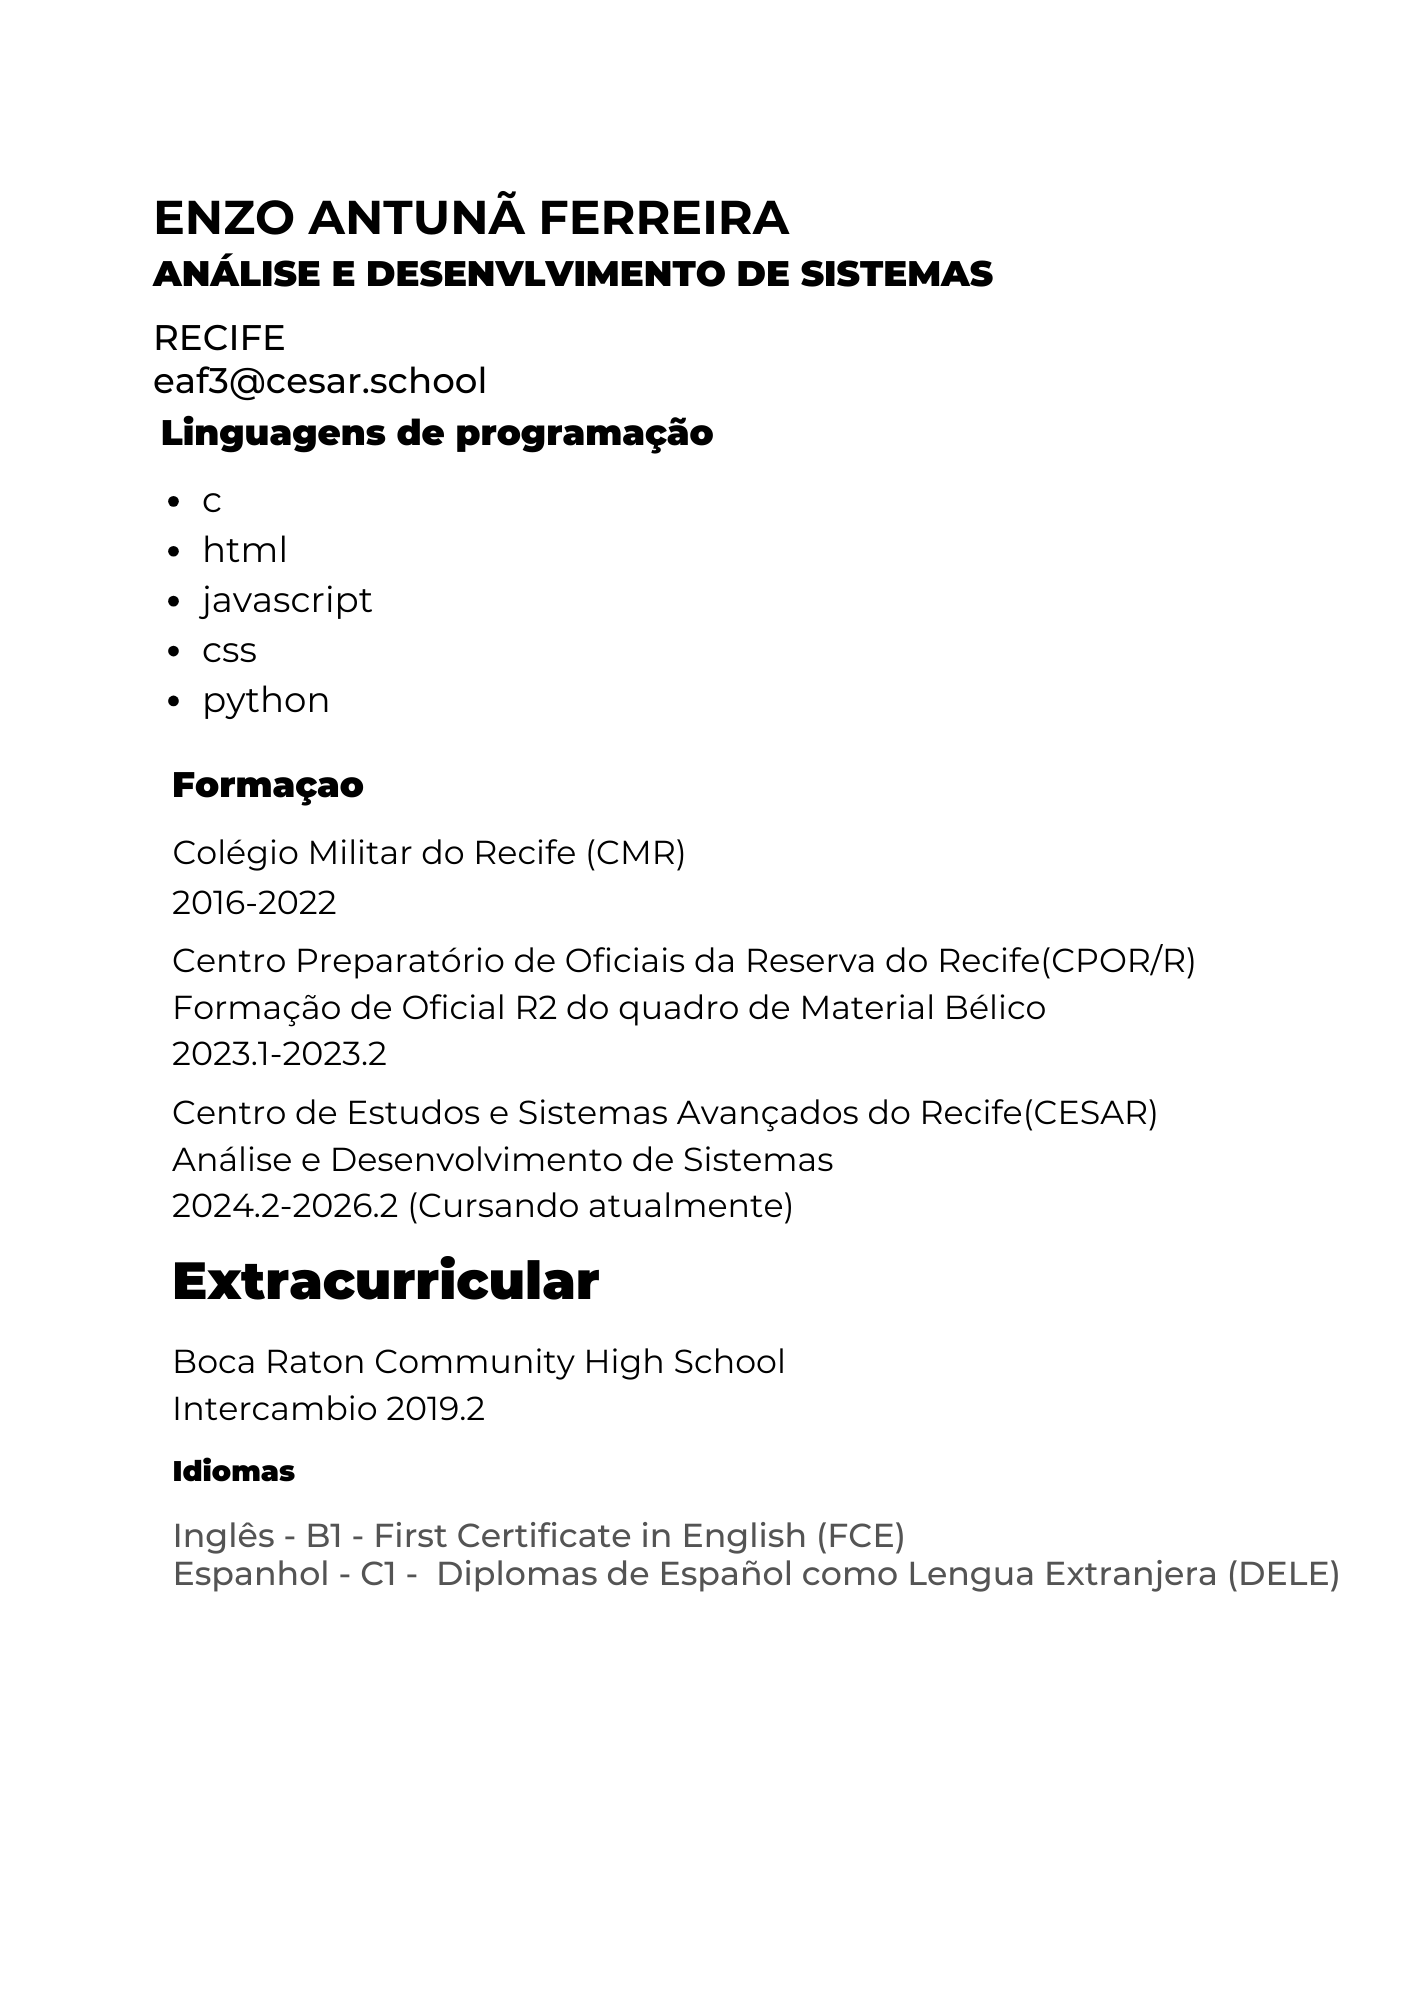 ENZO ANTUNÃ FERREIRA
ANÁLISE E DESENVLVIMENTO DE SISTEMAS
RECIFE
eaf3@cesar.school
Linguagens de programação
• c
• html
• javascript
• css
• python
Formaçao
Colégio Militar do Recife (CMR)
2016-2022
Centro Preparatório de Oficiais da Reserva do Recife(CPOR/R)
Formação de Oficial R2 do quadro de Material Bélico
2023.1-2023.2
Centro de Estudos e Sistemas Avançados do Recife(CESAR)
Análise e Desenvolvimento de Sistemas
2024.2-2026.2 (Cursando atualmente)
Extracurricular
Boca Raton Community High School
Intercambio 2019.2
Idiomas
Inglês - B1 - First Certificate in English (FCE)
Espanhol - C1 -  Diplomas de Español como Lengua Extranjera (DELE)